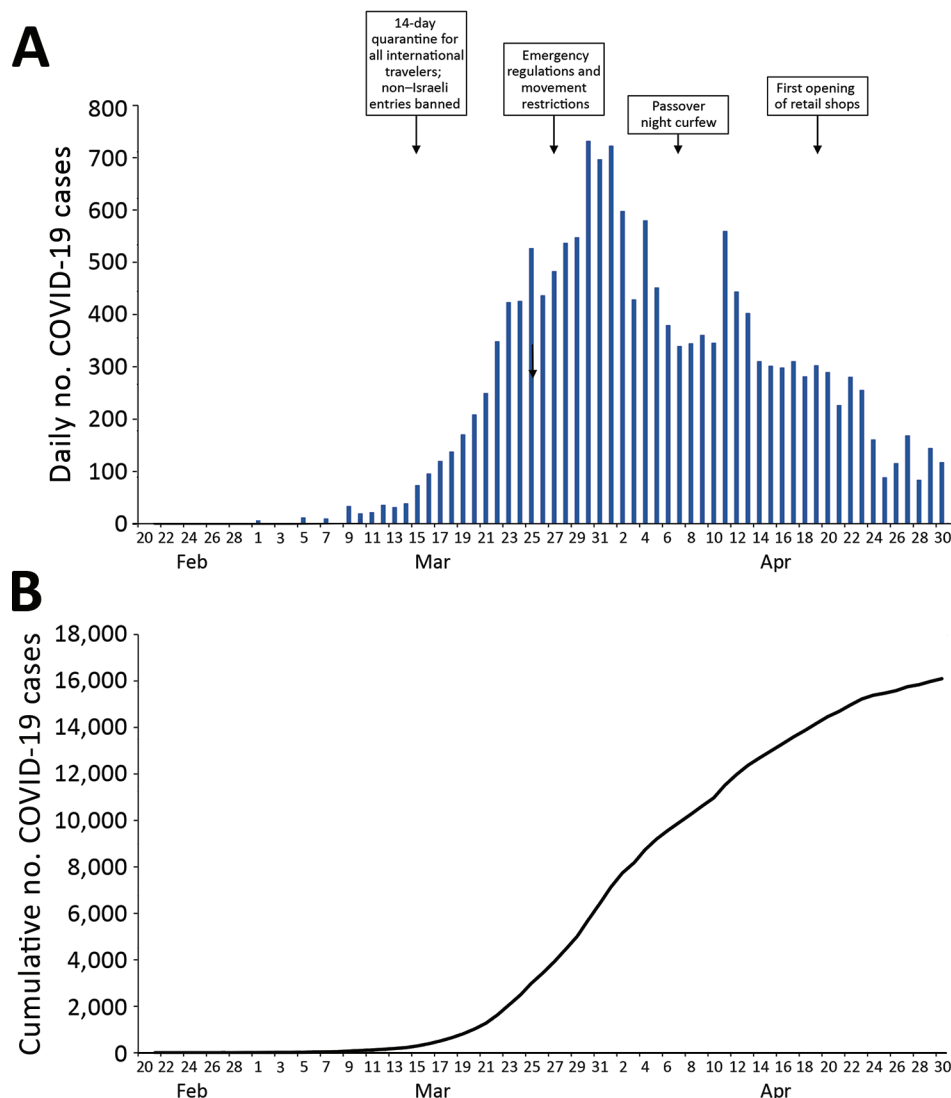 A
14-day
quarantine for
all international
travelers;
non–Israeli
entries banned
Emergency
regulations and
movement
restrictions
Passover
night curfew
First opening
of retail shops
Daily no. COVID-19 cases
800
700
600
500
400
300
200
100
0
20 22 24 26 28 1 3 5 7 9 11 13 15 17 19 21 23 25 27 29 31 2 4 6 8 10 12 14 16 18 20 22 24 26 28 30
Feb Mar Apr
B
Cumulative no. COVID-19 cases
18,000
16,000
14,000
12,000
10,000
8,000
6,000
4,000
2,000
0
20 22 24 26 28 1 3 5 7 9 11 13 15 17 19 21 23 25 27 29 31 2 4 6 8 10 12 14 16 18 20 22 24 26 28 30
Feb Mar Apr